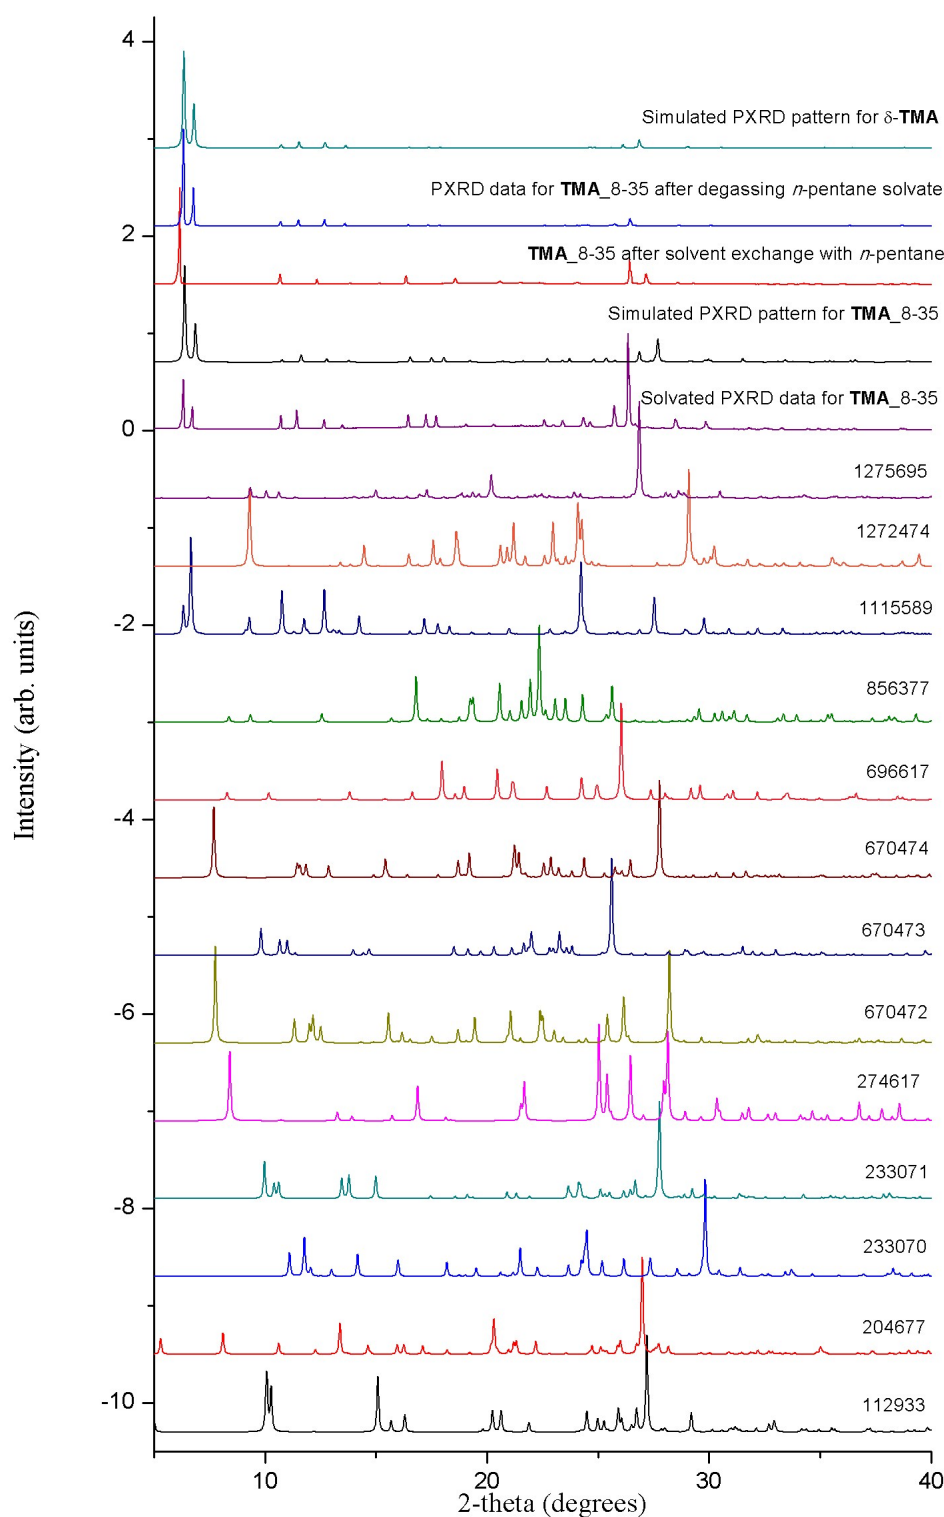 4
Simulated PXRD pattern for δ-TMA
PXRD data for TMA_8-35 after degassing n-pentane solvate
2
TMA_8-35 after solvent exchange with n-pentane
Simulated PXRD pattern for TMA_8-35
Solvated PXRD data for TMA_8-35
0
1275695
1272474
1115589
-2
856377
696617
-4
670474
670473
-6
670472
274617
233071
-8
233070
204677
112933
-10
10 20 30 40
2-theta (degrees)
Intensity (arb. units)